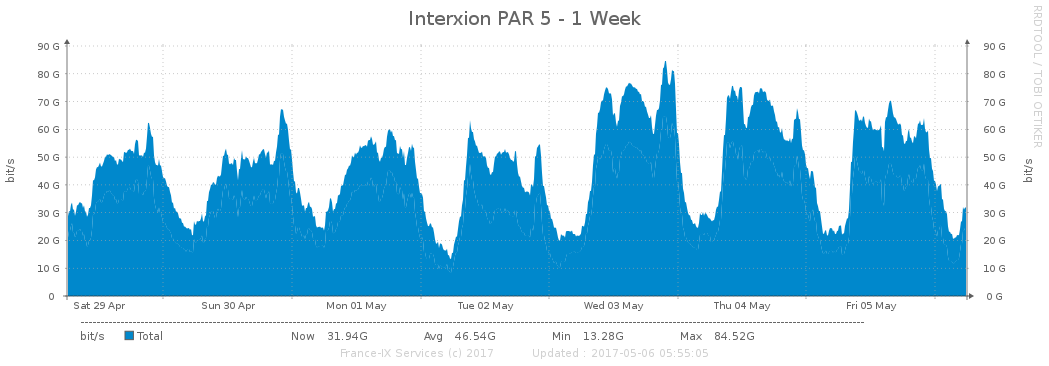 Interxion PAR 5 - 1 Week
RRDTOOL / TOBI OETIKER
bit/s
90 G
80 G
70 G
60 G
50 G
40 G
30 G
20 G
10 G
0
90 G
80 G
70 G
60 G
50 G
40 G
30 G
20 G
10 G
0 G
bit/s
Sat 29 Apr Sun 30 Apr Mon 01 May Tue 02 May Wed 03 May Thu 04 May Fri 05 May
bit/s Total Now 31.94G Avg 46.54G Min 13.28G Max 84.52G
France-IX Services (c) 2017 Updated : 2017-05-06 05:55:05